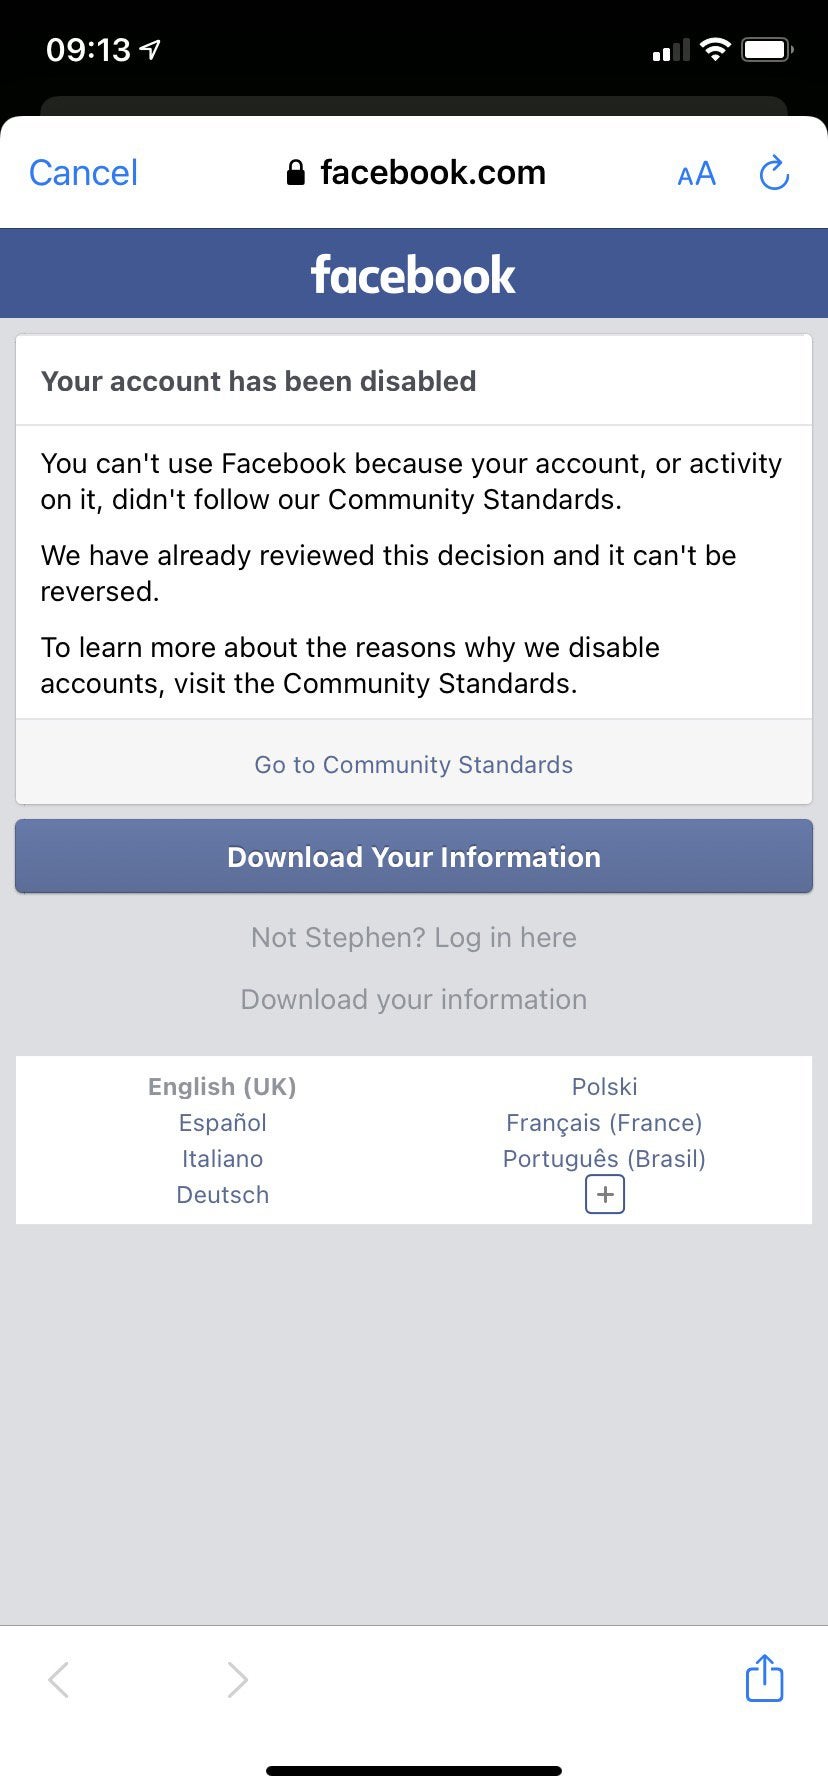 09:13
Cancel
facebook.com
AA
facebook
Your account has been disabled
You can't use Facebook because your account, or activity
on it, didn't follow our Community Standards.
We have already reviewed this decision and it can't be
reversed.
To learn more about the reasons why we disable
accounts, visit the Community Standards.
Go to Community Standards
Download Your Information
Not Stephen? Log in here
Download your information
English (UK)
Polski
Español
Français (France)
Italiano
Português (Brasil)
Deutsch
+